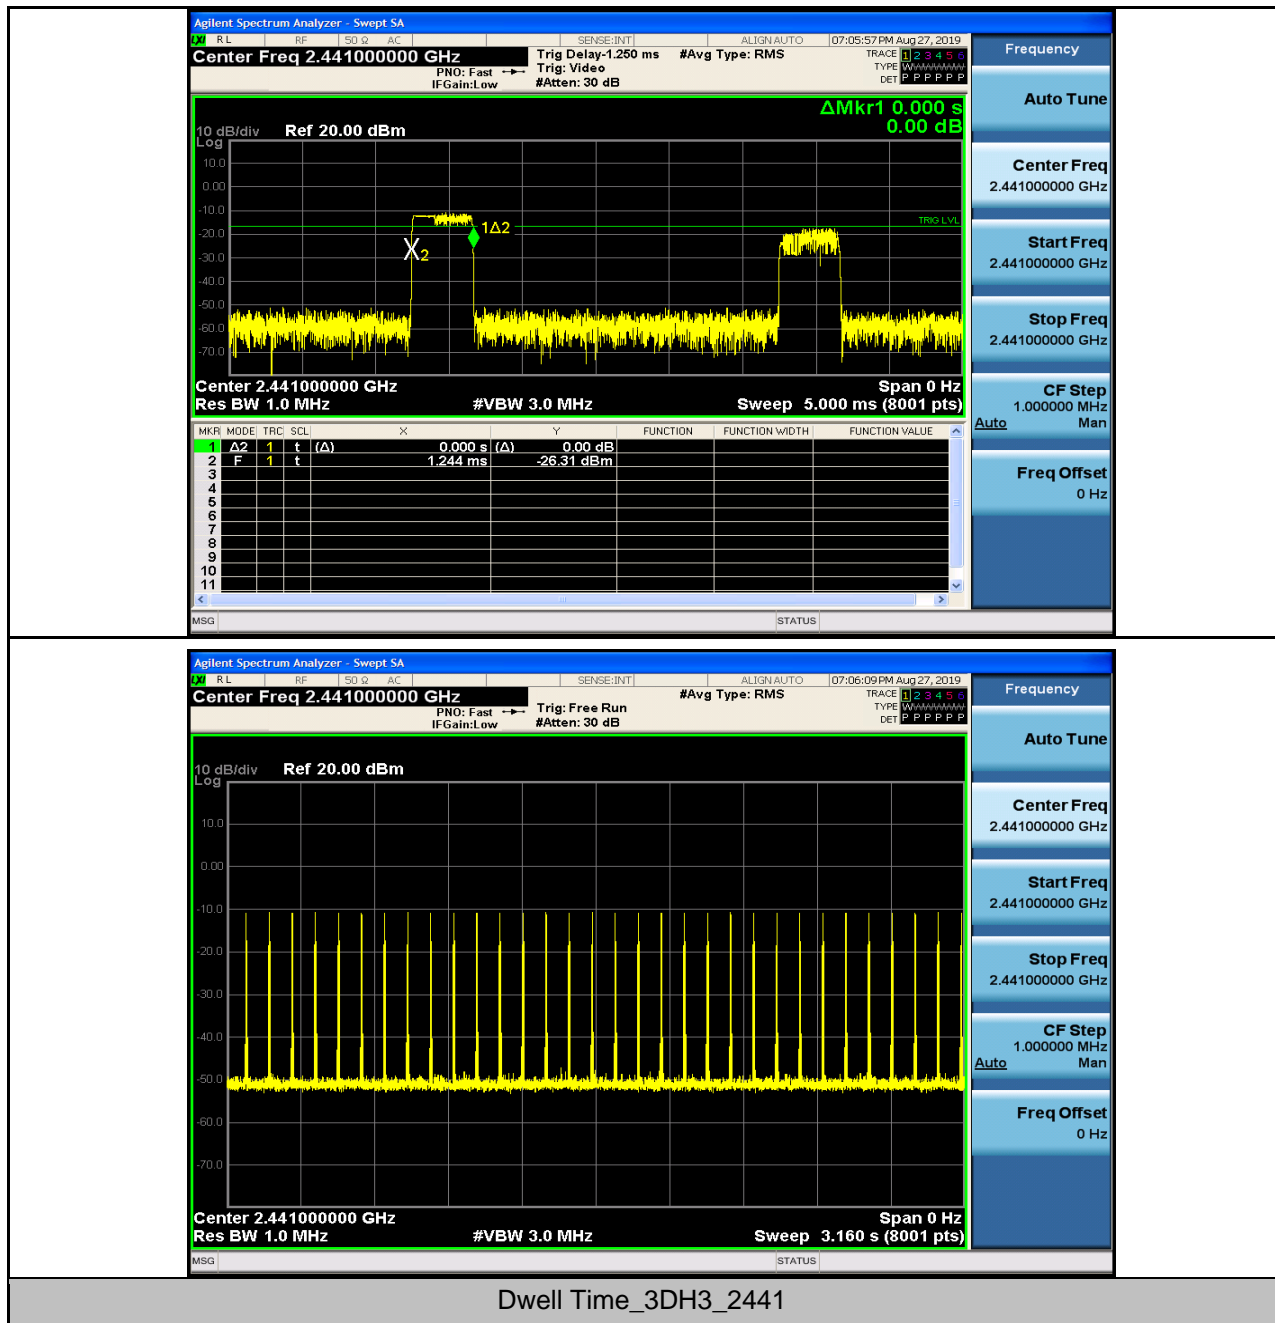 Agilent Spectrum Analyzer - Swept SA
LXI RL RF 50 Ω AC SENSE:INT ALIGN AUTO 07:05:57 PM Aug 27, 2019
Center Freq 2.441000000 GHz
PNO: Fast
IFGain:Low
Trig Delay-1.250 ms
Trig: Video
#Atten: 30 dB
#Avg Type: RMS
TRACE 1 2 3 4 5 6
TYPE
DET P P P P P P
ΔMkr1 0.000 s
0.00 dB
10 dB/div
Log
Ref 20.00 dBm
10.0
0.00
-10.0
-20.0
-30.0
-40.0
-50.0
-60.0
-70.0
TRIG LVL
1Δ2
X2
Center 2.441000000 GHz
Span 0 Hz
Res BW 1.0 MHz
#VBW 3.0 MHz
Sweep 5.000 ms (8001 pts)
MKR MODE TRC SCL X Y FUNCTION FUNCTION WIDTH FUNCTION VALUE
1 Δ2 1 t (Δ) 0.000 s (Δ) 0.00 dB
2 F 1 t 1.244 ms -26.31 dBm
3
4
5
6
7
8
9
10
11
MSG
STATUS
Frequency
Auto Tune
Center Freq
2.441000000 GHz
Start Freq
2.441000000 GHz
Stop Freq
2.441000000 GHz
CF Step
1.000000 MHz
Auto Man
Freq Offset
0 Hz
Agilent Spectrum Analyzer - Swept SA
LXI RL RF 50 Ω AC SENSE:INT ALIGN AUTO 07:06:09 PM Aug 27, 2019
Center Freq 2.441000000 GHz
PNO: Fast
IFGain:Low
Trig: Free Run
#Atten: 30 dB
#Avg Type: RMS
TRACE 1 2 3 4 5 6
TYPE
DET P P P P P P
10 dB/div
Log
Ref 20.00 dBm
10.0
0.00
-10.0
-20.0
-30.0
-40.0
-50.0
-60.0
-70.0
Center 2.441000000 GHz
Span 0 Hz
Res BW 1.0 MHz
#VBW 3.0 MHz
Sweep 3.160 s (8001 pts)
MSG
STATUS
Frequency
Auto Tune
Center Freq
2.441000000 GHz
Start Freq
2.441000000 GHz
Stop Freq
2.441000000 GHz
CF Step
1.000000 MHz
Auto Man
Freq Offset
0 Hz
Dwell Time_3DH3_2441